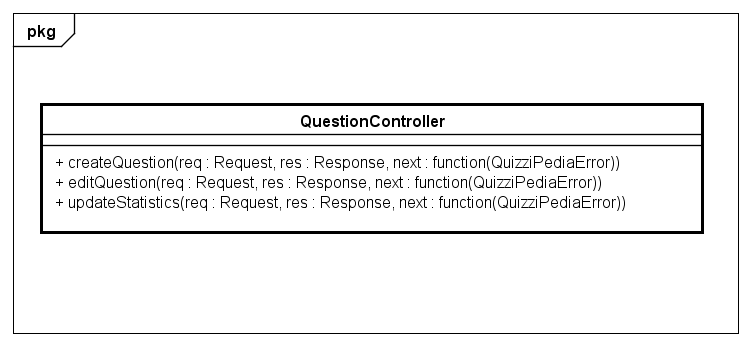 pkg
QuestionController
+ createQuestion(req : Request, res : Response, next : function(QuizziPediaError))
+ editQuestion(req : Request, res : Response, next : function(QuizziPediaError))
+ updateStatistics(req : Request, res : Response, next : function(QuizziPediaError))